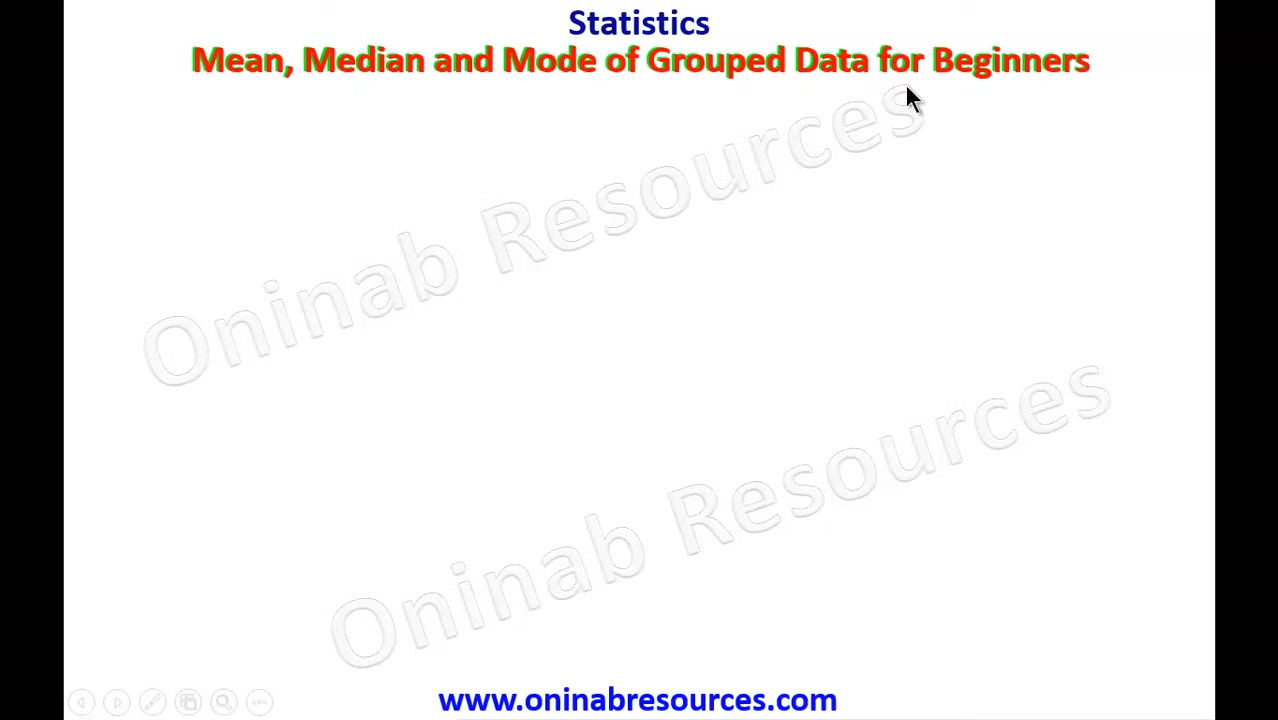 Statistics
Mean, Median and Mode of Grouped Data for Beginners
Oninab Resources
Oninab Resources
www.oninabresources.com